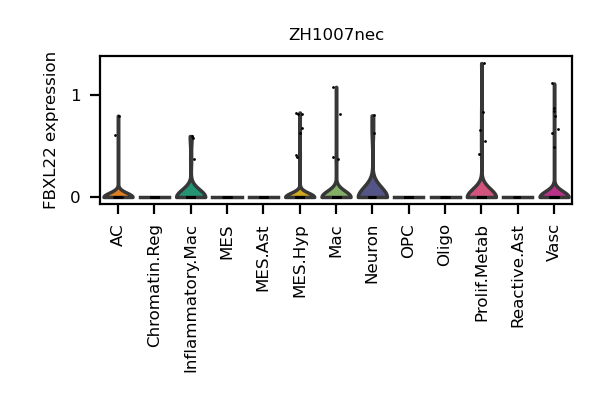 ZH1007nec
FBXL22 expression
1
0
AC
Chromatin.Reg
Inflammatory.Mac
MES
MES.Ast
MES.Hyp
Mac
Neuron
OPC
Oligo
Prolif.Metab
Reactive.Ast
Vasc